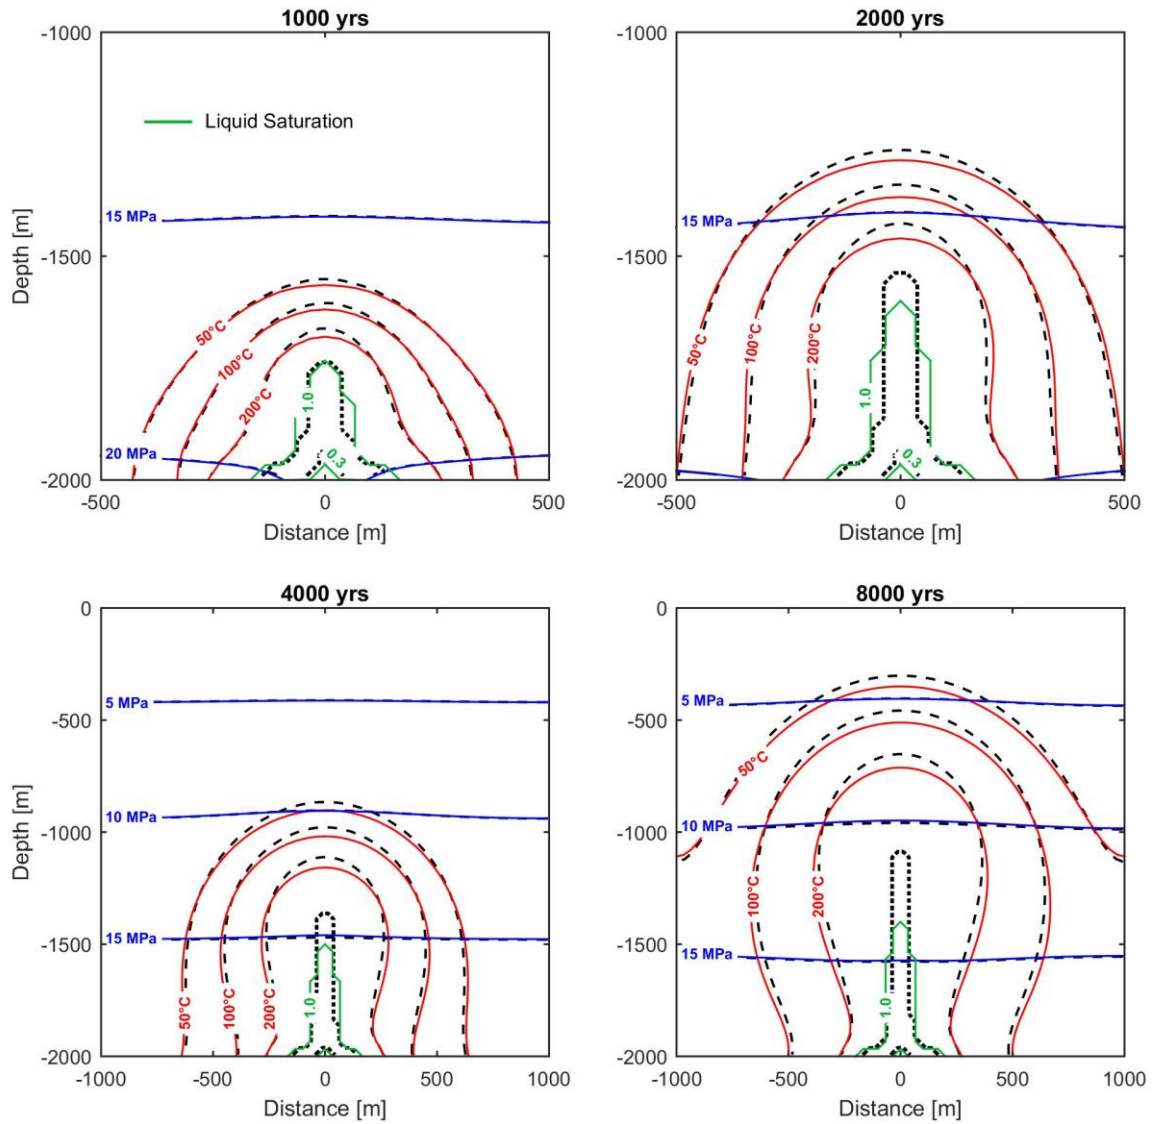 1000 yrs
-1000
Liquid Saturation
15 MPa
-1500
50°C
100°C
200°C
1.0
20 MPa
0.3
-2000
-500
0
500
Depth [m]
Distance [m]
2000 yrs
-1000
15 MPa
-1500
50°C
100°C
200°C
1.0
0.3
-2000
-500
0
500
Distance [m]
4000 yrs
0
5 MPa
-500
10 MPa
-1000
15 MPa
-1500
50°C
100°C
200°C
1.0
-2000
-1000
-500
0
500
1000
Depth [m]
Distance [m]
8000 yrs
0
5 MPa
-500
50°C
10 MPa
-1000
100°C
200°C
15 MPa
-1500
1.0
-2000
-1000
-500
0
500
1000
Distance [m]